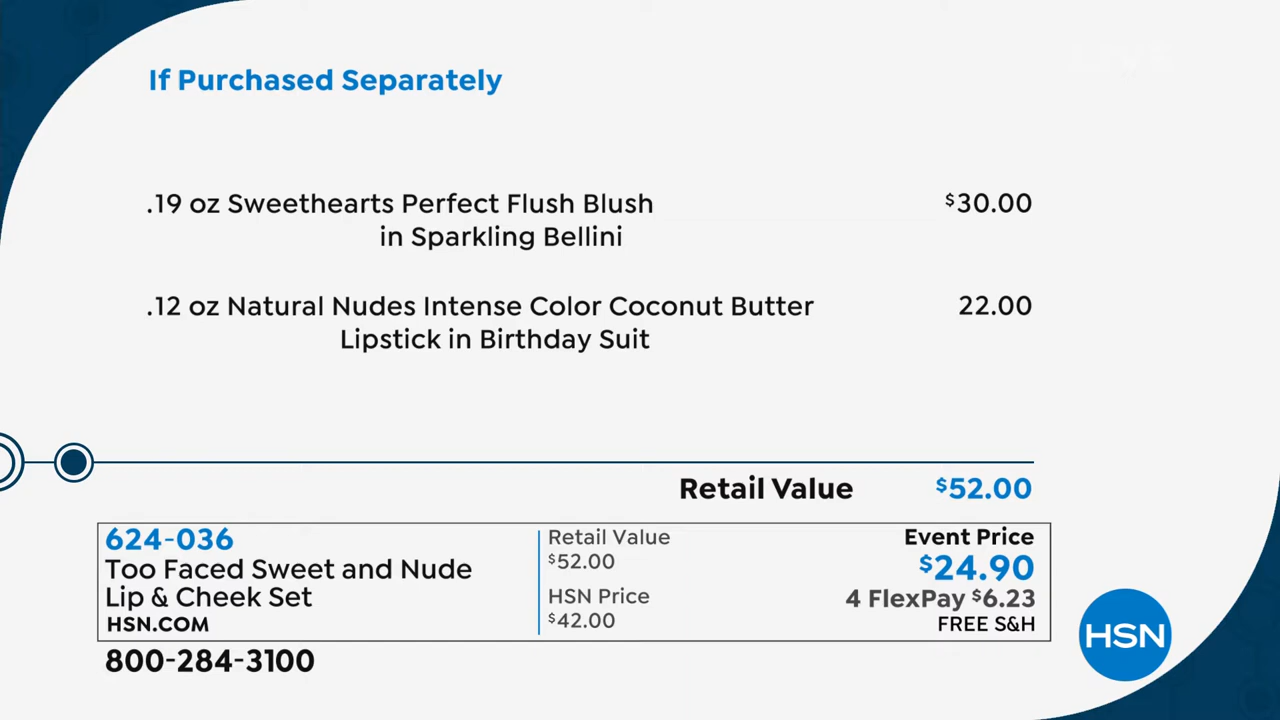 If Purchased Separately
.19 oz Sweethearts Perfect Flush Blush $30.00
in Sparkling Bellini
.12 oz Natural Nudes Intense Color Coconut Butter 22.00
Lipstick in Birthday Suit
Retail Value $52.00
624-036
Too Faced Sweet and Nude
Lip & Cheek Set
HSN.COM
Retail Value
$52.00
HSN Price
$42.00
Event Price
$24.90
4 FlexPay $6.23
FREE S&H
HSN
800-284-3100